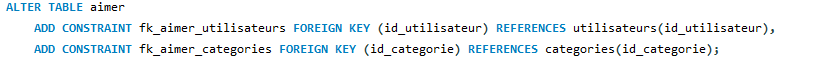 ALTER TABLE aimer
ADD CONSTRAINT fk_aimer_utilisateurs FOREIGN KEY (id_utilisateur) REFERENCES utilisateurs(id_utilisateur),
ADD CONSTRAINT fk_aimer_categories FOREIGN KEY (id_categorie) REFERENCES categories(id_categorie);